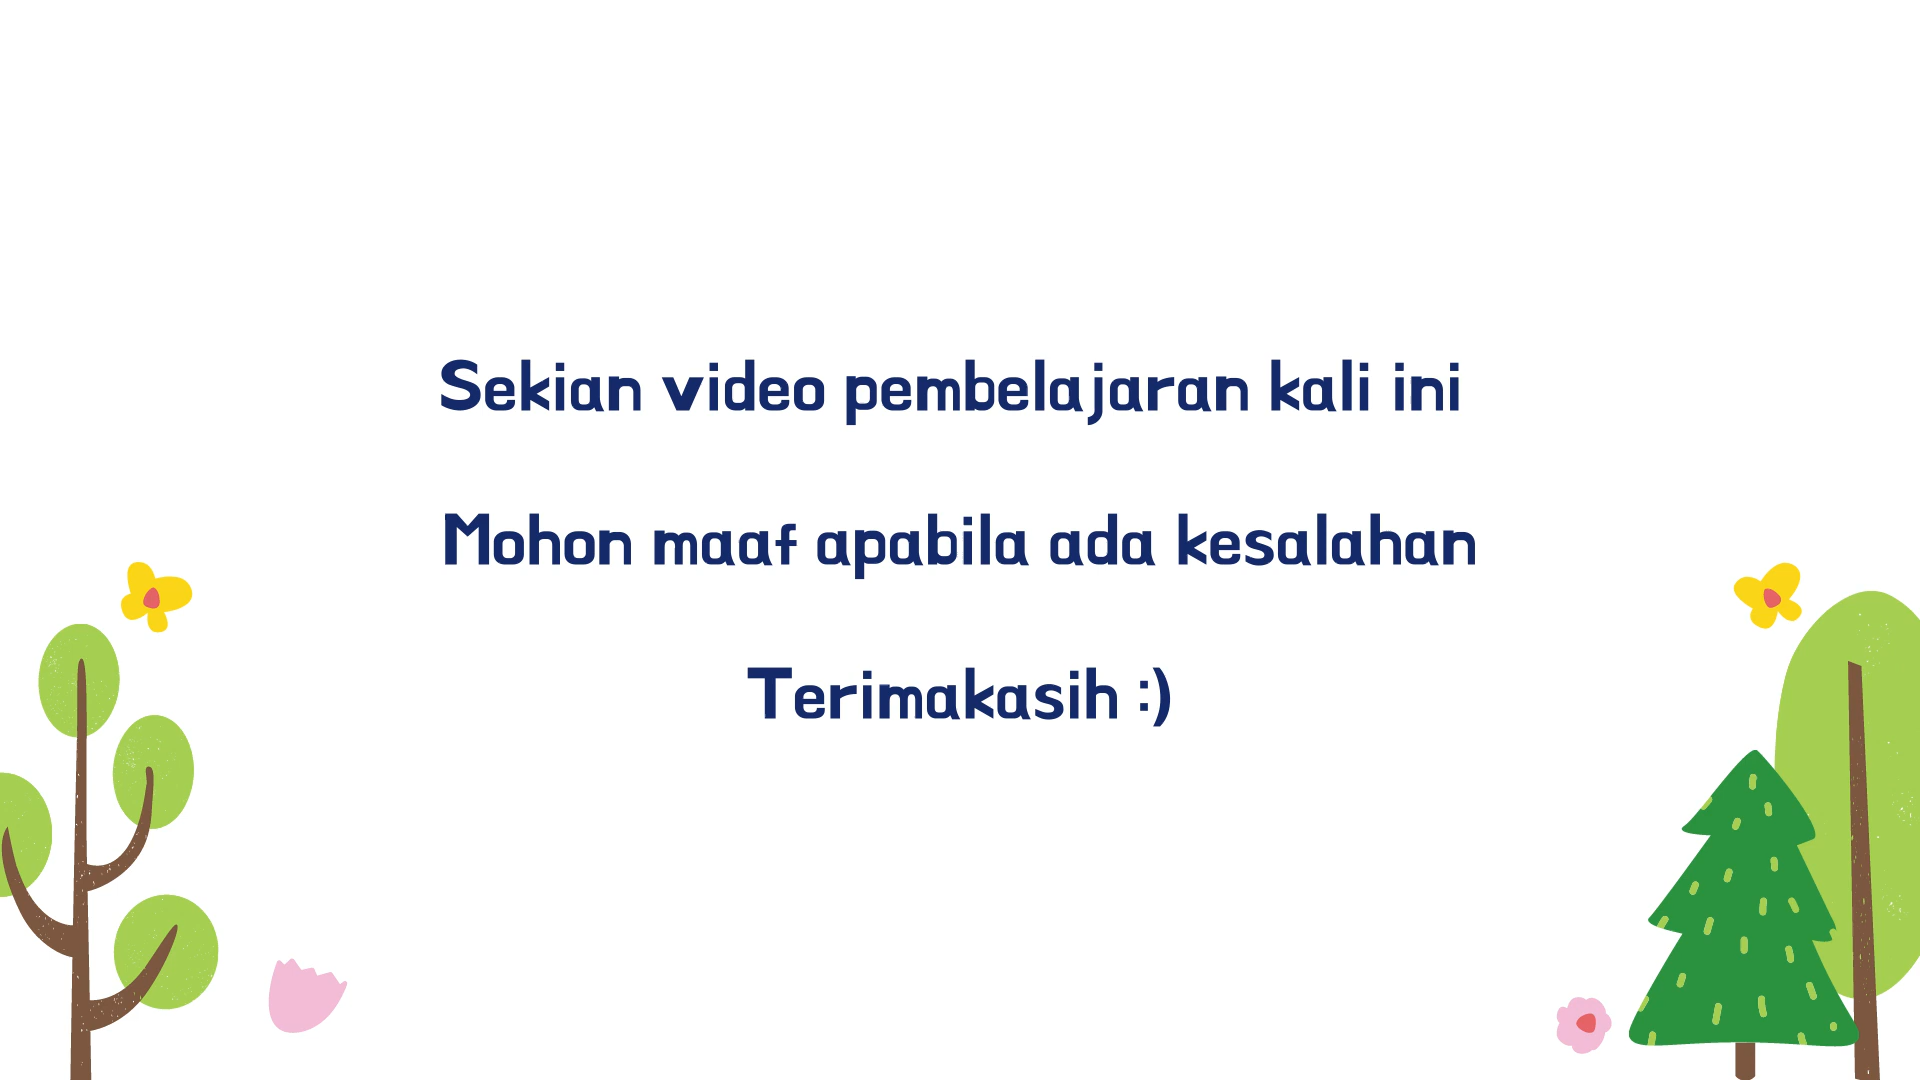 Sekian video pembelajaran kali ini
Mohon maaf apabila ada kesalahan
Terimakasih :)